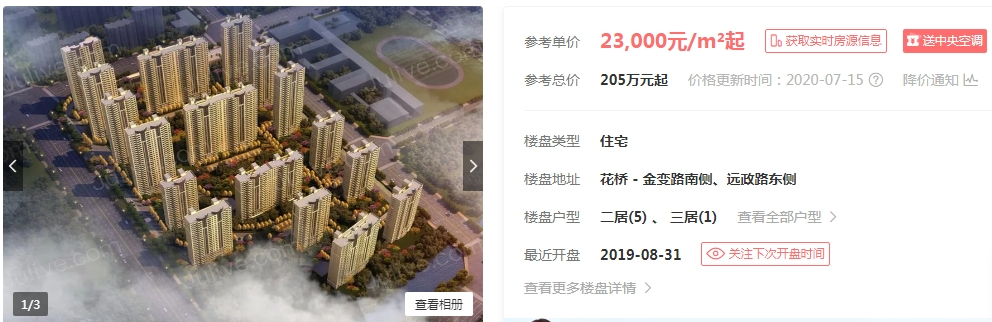 参考单价 23,000元/m²起 获取实时房源信息 送中央空调
参考总价 205万元起 价格更新时间：2020-07-15 降价通知
楼盘类型 住宅
楼盘地址 花桥 - 金变路南侧、远政路东侧
楼盘户型 二居(5) 、 三居(1) 查看全部户型
最近开盘 2019-08-31 关注下次开盘时间
查看更多楼盘详情
1/3 查看相册